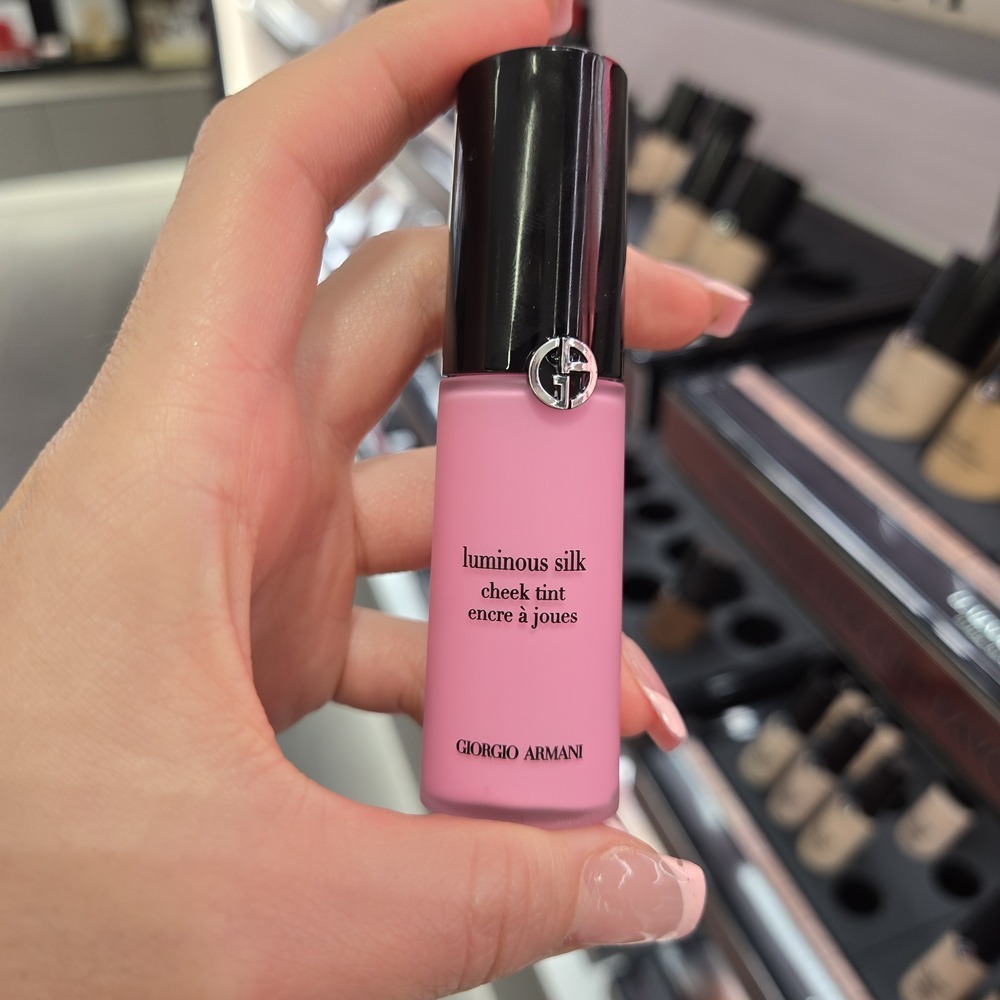 luminous silk
cheek tint
encre à joues
GIORGIO ARMANI